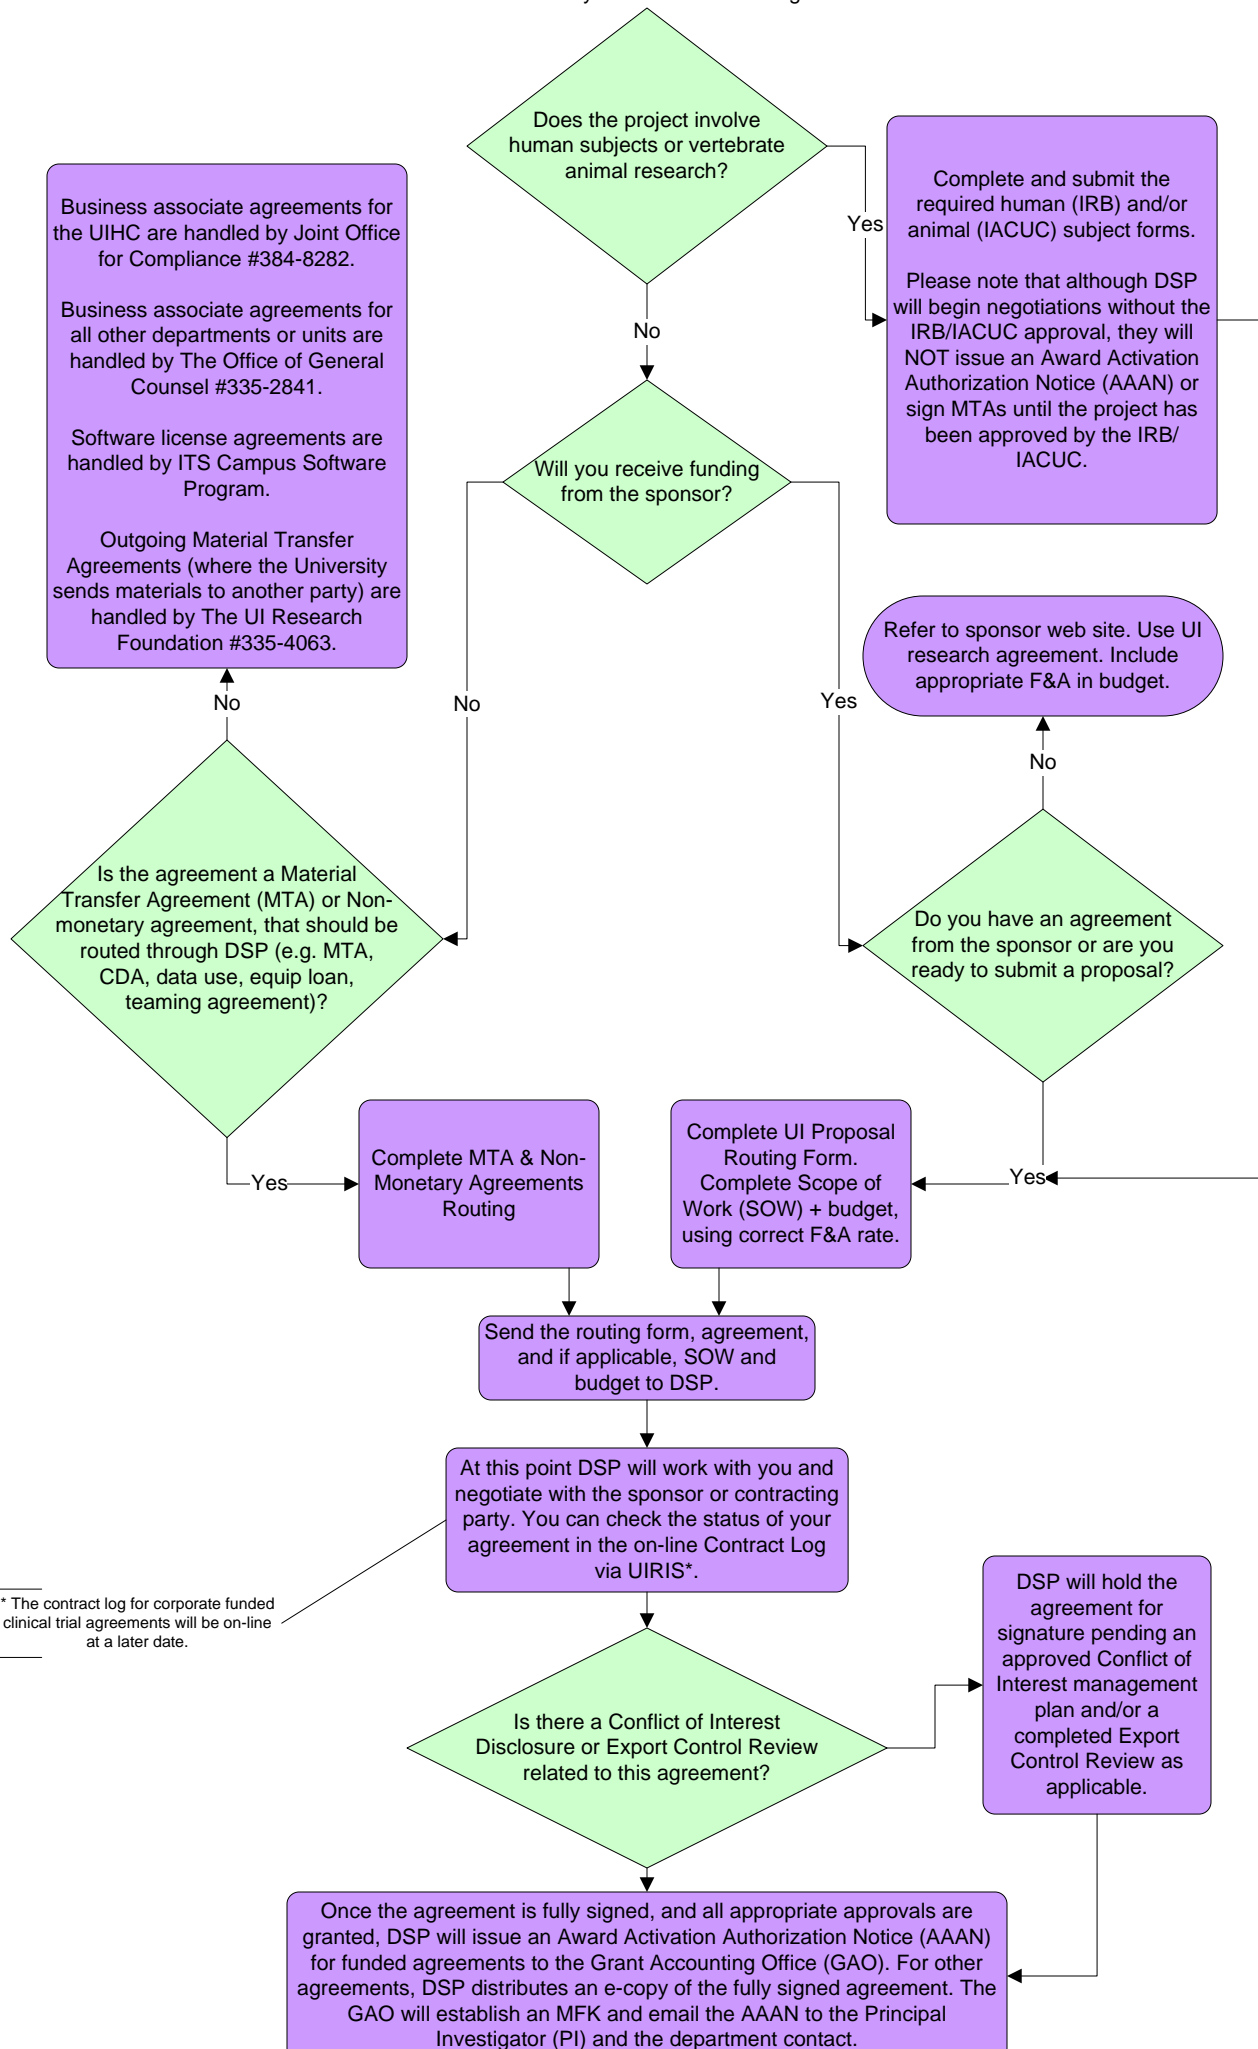 Does the project involve
human subjects or vertebrate
animal research?
Yes
Complete and submit the
required human (IRB) and/or
animal (IACUC) subject forms.
Please note that although DSP
will begin negotiations without the
IRB/IACUC approval, they will
NOT issue an Award Activation
Authorization Notice (AAAN) or
sign MTAs until the project has
been approved by the IRB/
IACUC.
Business associate agreements for
the UIHC are handled by Joint Office
for Compliance #384-8282.
Business associate agreements for
all other departments or units are
handled by The Office of General
Counsel #335-2841.
Software license agreements are
handled by ITS Campus Software
Program.
Outgoing Material Transfer
Agreements (where the University
sends materials to another party) are
handled by The UI Research
Foundation #335-4063.
No
Will you receive funding
from the sponsor?
Refer to sponsor web site. Use UI
research agreement. Include
appropriate F&A in budget.
No
No
Yes
No
Is the agreement a Material
Transfer Agreement (MTA) or Non-
monetary agreement, that should be
routed through DSP (e.g. MTA,
CDA, data use, equip loan,
teaming agreement)?
Do you have an agreement
from the sponsor or are you
ready to submit a proposal?
Yes
Complete MTA & Non-
Monetary Agreements
Routing
Complete UI Proposal
Routing Form.
Complete Scope of
Work (SOW) + budget,
using correct F&A rate.
Yes
Send the routing form, agreement,
and if applicable, SOW and
budget to DSP.
At this point DSP will work with you and
negotiate with the sponsor or contracting
party. You can check the status of your
agreement in the on-line Contract Log
via UIRIS*.
* The contract log for corporate funded
clinical trial agreements will be on-line
at a later date.
Is there a Conflict of Interest
Disclosure or Export Control Review
related to this agreement?
DSP will hold the
agreement for
signature pending an
approved Conflict of
Interest management
plan and/or a
completed Export
Control Review as
applicable.
Once the agreement is fully signed, and all appropriate approvals are
granted, DSP will issue an Award Activation Authorization Notice (AAAN)
for funded agreements to the Grant Accounting Office (GAO). For other
agreements, DSP distributes an e-copy of the fully signed agreement. The
GAO will establish an MFK and email the AAAN to the Principal
Investigator (PI) and the department contact.